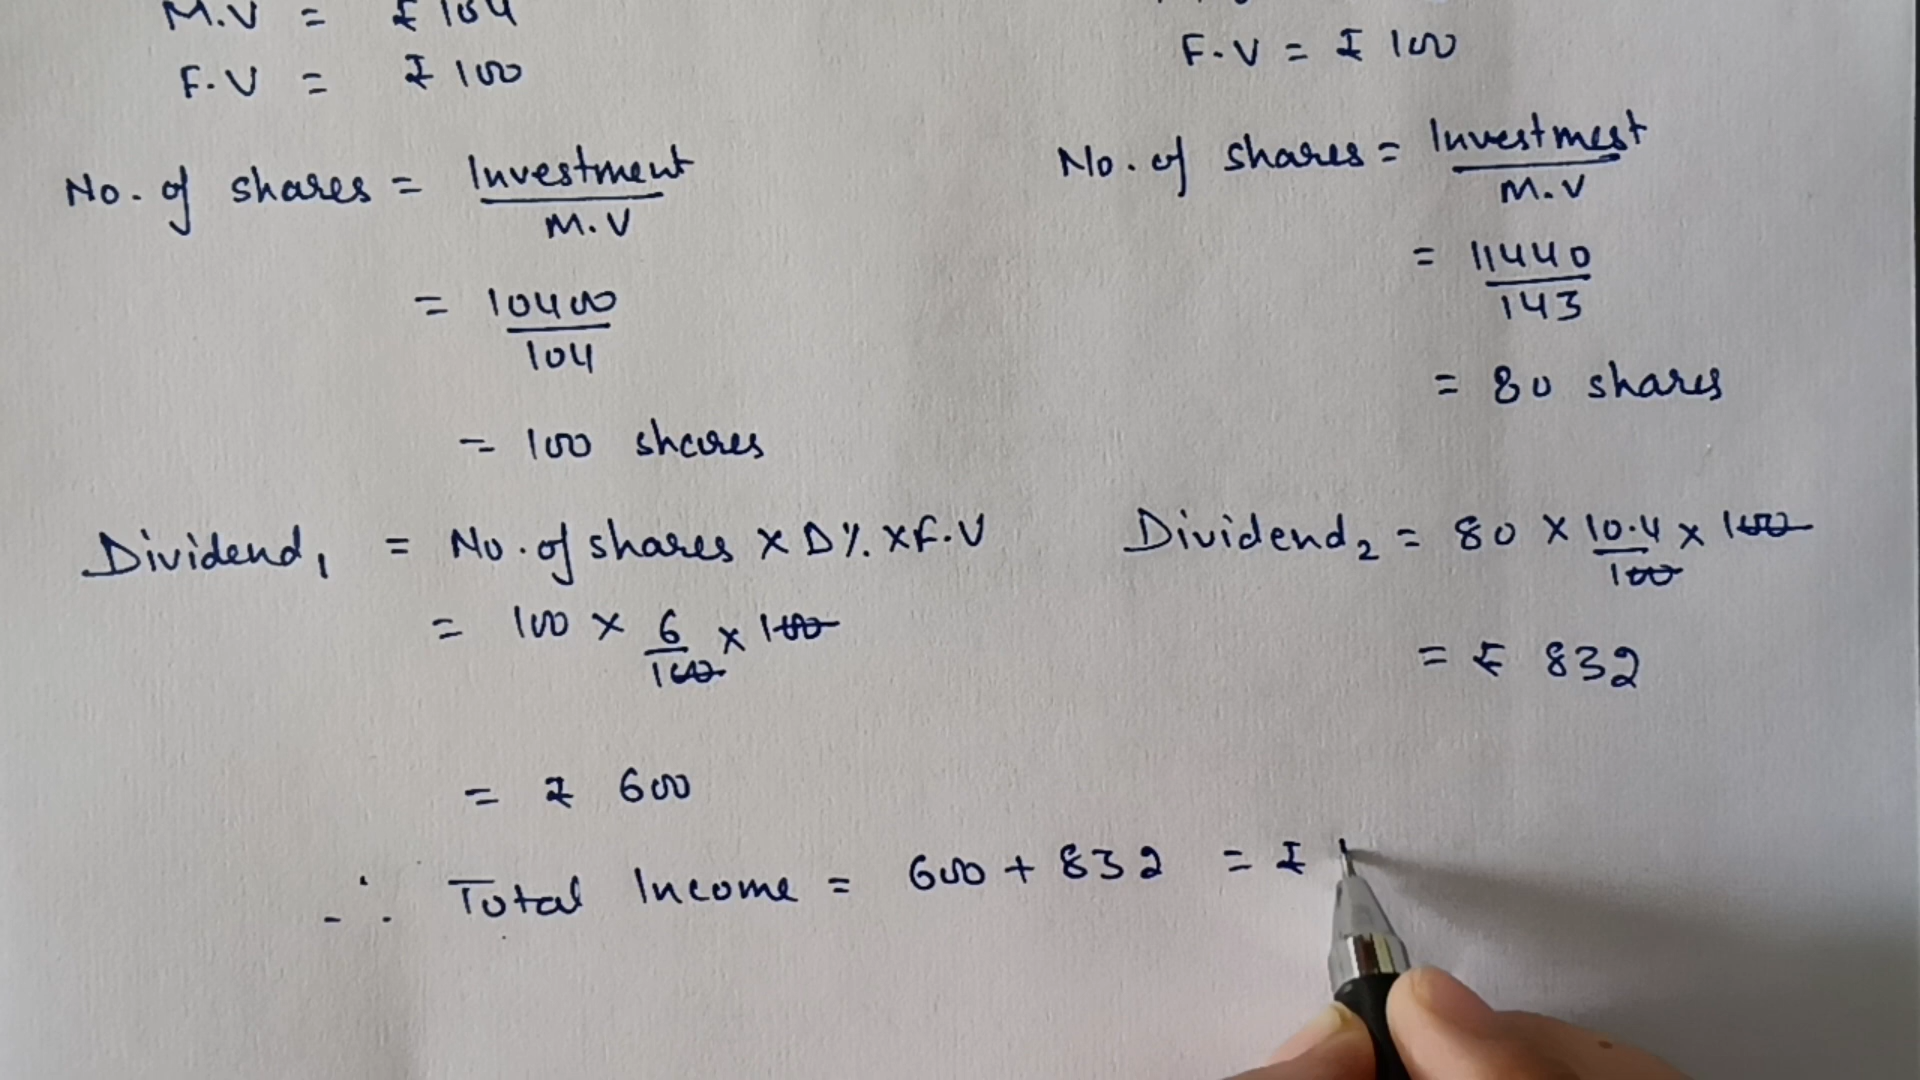 M.V = ₹ 104
F.V = ₹ 100
No. of shares = Investment
M.V
= 10400
104
= 100 shares
Dividend₁ = No. of shares × D% × F.V
= 100 × 6/100 × 100
= ₹ 600
F.V = ₹ 100
No. of shares = Investment
M.V
= 11440
143
= 80 shares
Dividend₂ = 80 × 10.4/100 × 100
= ₹ 832
∴ Total Income = 600 + 832 = ₹